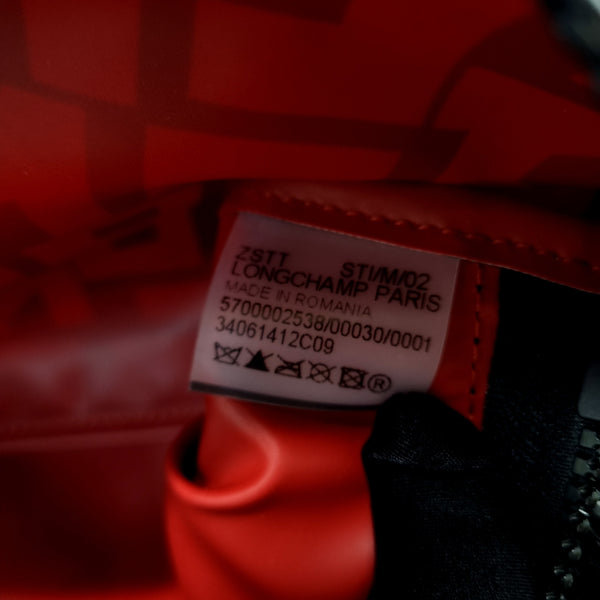 ZSTT STI/M/02
LONGCHAMP PARIS
MADE IN ROMANIA
5700002538/00030/0001
34061412C09
®